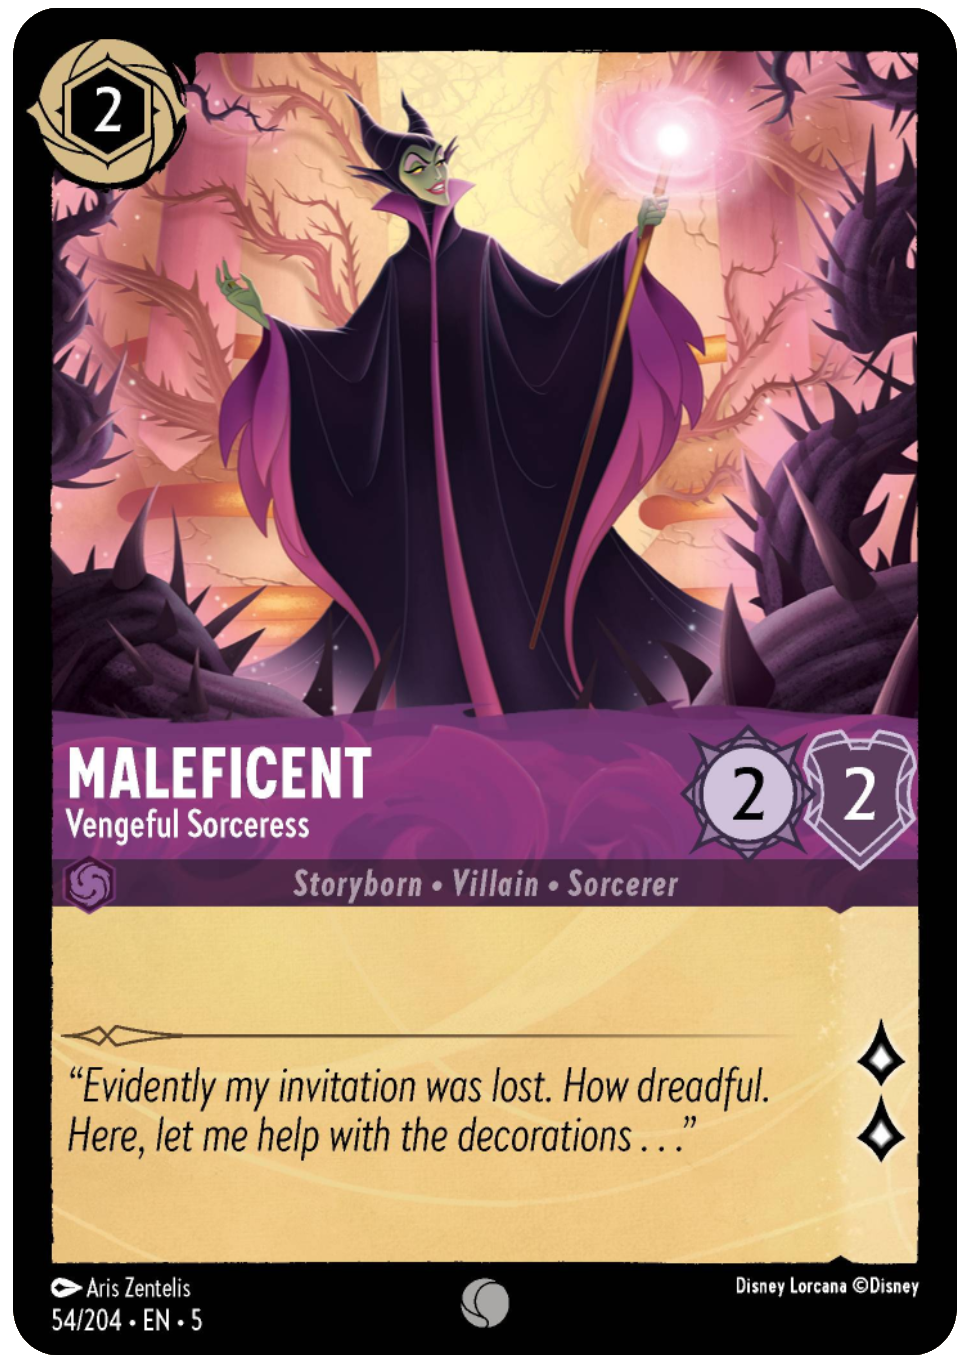 2
MALEFICENT
Vengeful Sorceress
2
2
Storyborn • Villain • Sorcerer
“Evidently my invitation was lost. How dreadful.
Here, let me help with the decorations . . .”
Aris Zentelis
54/204 • EN • 5
Disney Lorcana ©Disney